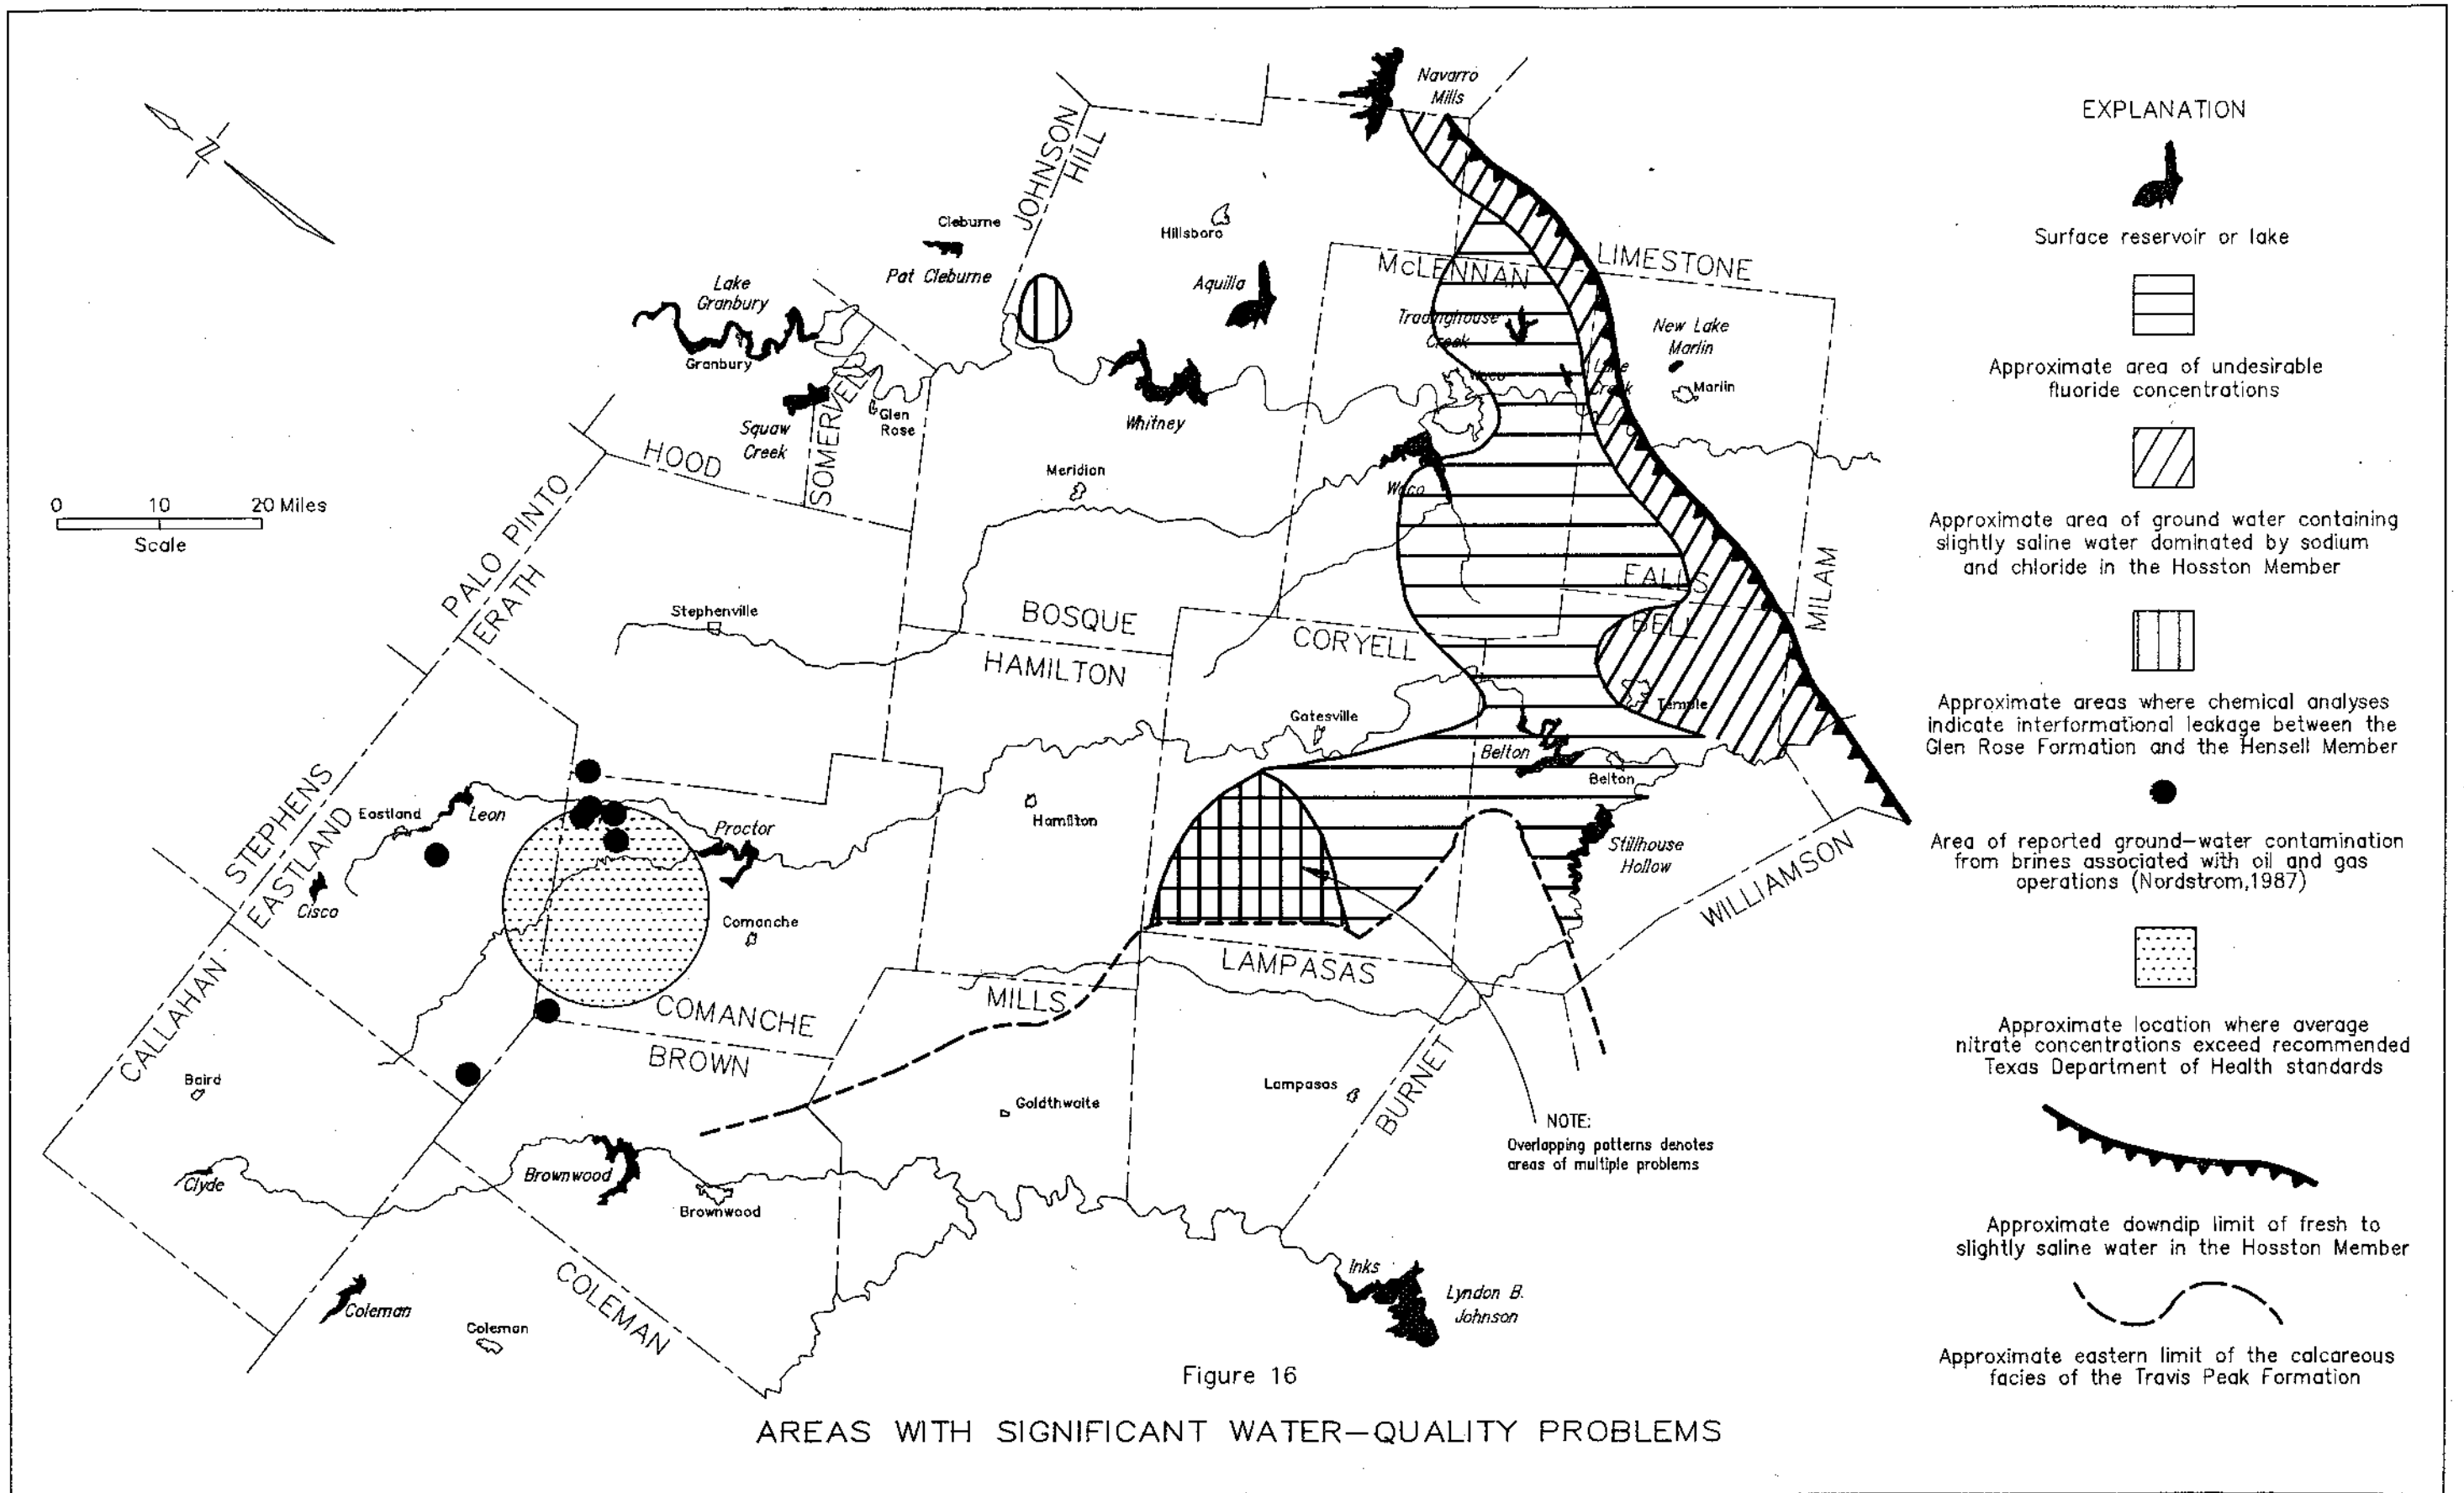 Navarro
Mills
JOHNSON
HILL
Cleburne
Pat Cleburne
Hillsboro
Aquilla
McLENNAN
LIMESTONE
Lake
Granbury
Granbury
Tradinghouse
Creek
New Lake
Marlin
Marlin
Waco
Lake
Creek
Squaw
Creek
SOMERVELL
Glen
Rose
Whitney
HOOD
Meridian
Waco
0 10 20 Miles
Scale
PALO PINTO
ERATH
Stephenville
BOSQUE
HAMILTON
CORYELL
FALLS
BELL
MILAM
Gatesville
Temple
Belton
Belton
STEPHENS
EASTLAND
Eastland
Leon
Proctor
Hamilton
Stillhouse
Hollow
Cisco
Comanche
WILLIAMSON
CALLAHAN
COMANCHE
BROWN
MILLS
LAMPASAS
Baird
Goldthwaite
Lampasas
BURNET
NOTE:
Overlapping patterns denotes
areas of multiple problems
Clyde
Brownwood
Brownwood
COLEMAN
Coleman
Coleman
Inks
Lyndon B.
Johnson
N
EXPLANATION
Surface reservoir or lake
Approximate area of undesirable
fluoride concentrations
Approximate area of ground water containing
slightly saline water dominated by sodium
and chloride in the Hosston Member
Approximate areas where chemical analyses
indicate interformational leakage between the
Glen Rose Formation and the Hensell Member
Area of reported ground-water contamination
from brines associated with oil and gas
operations (Nordstrom,1987)
Approximate location where average
nitrate concentrations exceed recommended
Texas Department of Health standards
Approximate downdip limit of fresh to
slightly saline water in the Hosston Member
Approximate eastern limit of the calcareous
facies of the Travis Peak Formation
Figure 16
AREAS WITH SIGNIFICANT WATER-QUALITY PROBLEMS